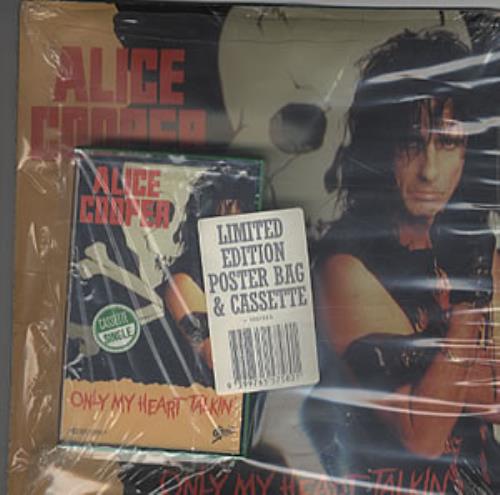 ALICE
COOPER
ALICE
COOPER
LIMITED
EDITION
POSTER BAG
& CASSETTE
CASSETTE
SINGLE
ONLY MY HEART TALKIN'
Epic
ONLY MY HEART TALKIN'